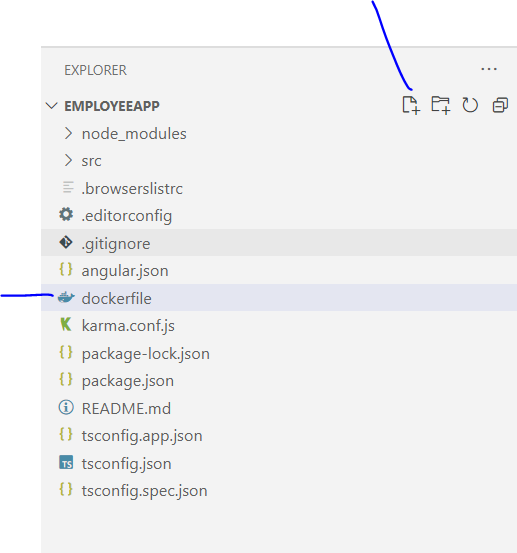 EXPLORER
EMPLOYEEAPP
node_modules
src
.browserslistrc
.editorconfig
.gitignore
{} angular.json
dockerfile
K karma.conf.js
{} package-lock.json
{} package.json
README.md
{} tsconfig.app.json
TS tsconfig.json
{} tsconfig.spec.json